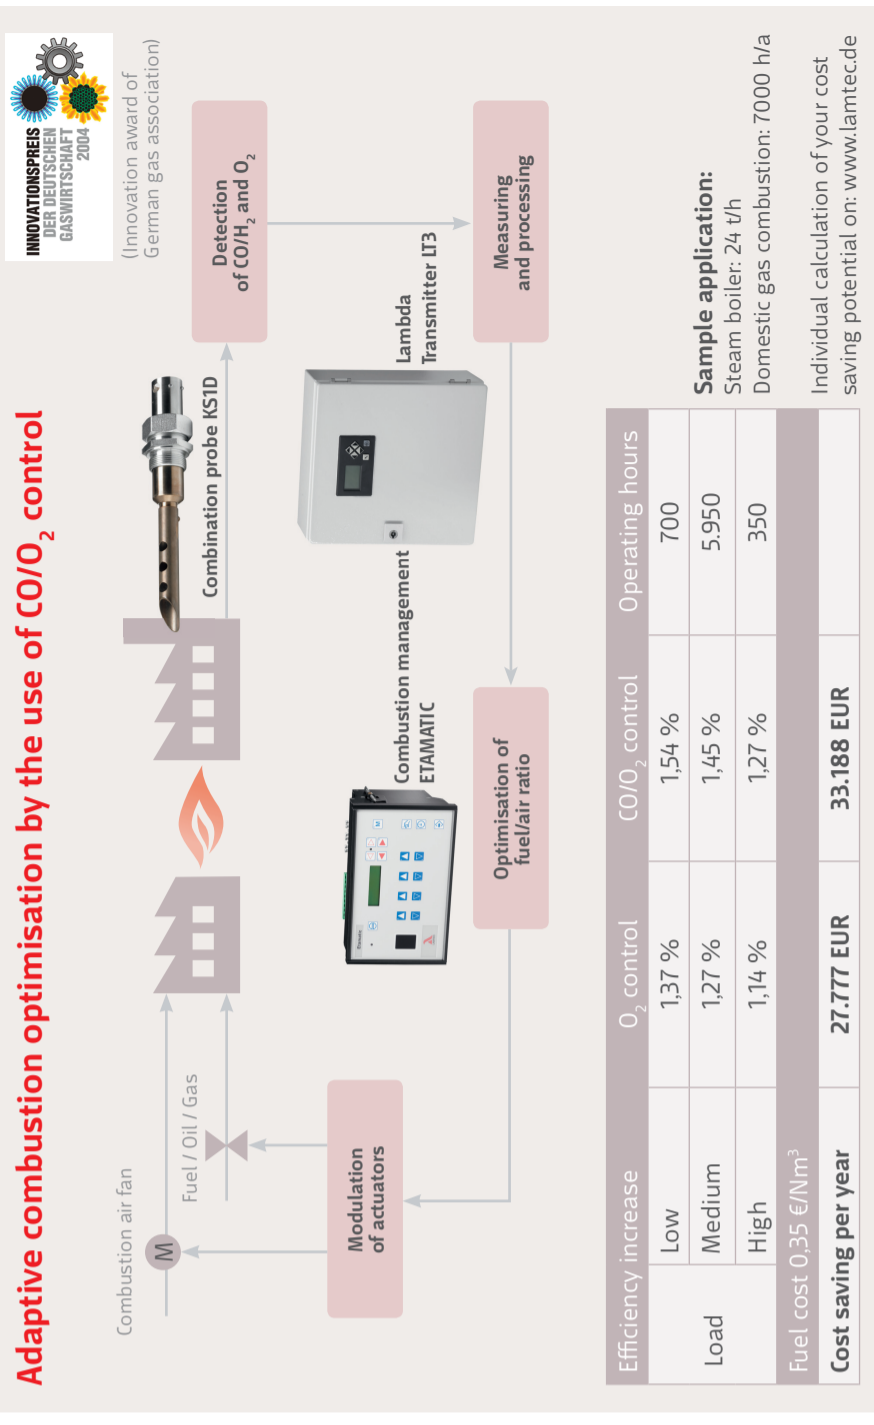 Adaptive combustion optimisation by the use of CO/O₂ control
INNOVATIONSPREIS
DER DEUTSCHEN
GASWIRTSCHAFT
2004
(Innovation award of
German gas association)
Combustion air fan
M
Fuel / Oil / Gas
Combination probe KS1D
Detection
of CO/H₂ and O₂
Lambda
Transmitter LT3
Measuring
and processing
Combustion management
ETAMATIC
Optimisation of
fuel/air ratio
Modulation
of actuators
Efficiency increase O₂ control CO/O₂ control Operating hours
Load
Low 1,37 % 1,54 % 700
Medium 1,27 % 1,45 % 5.950
High 1,14 % 1,27 % 350
Fuel cost 0,35 €/Nm³
Cost saving per year 27.777 EUR 33.188 EUR
Sample application:
Steam boiler: 24 t/h
Domestic gas combustion: 7000 h/a
Individual calculation of your cost
saving potential on: www.lamtec.de